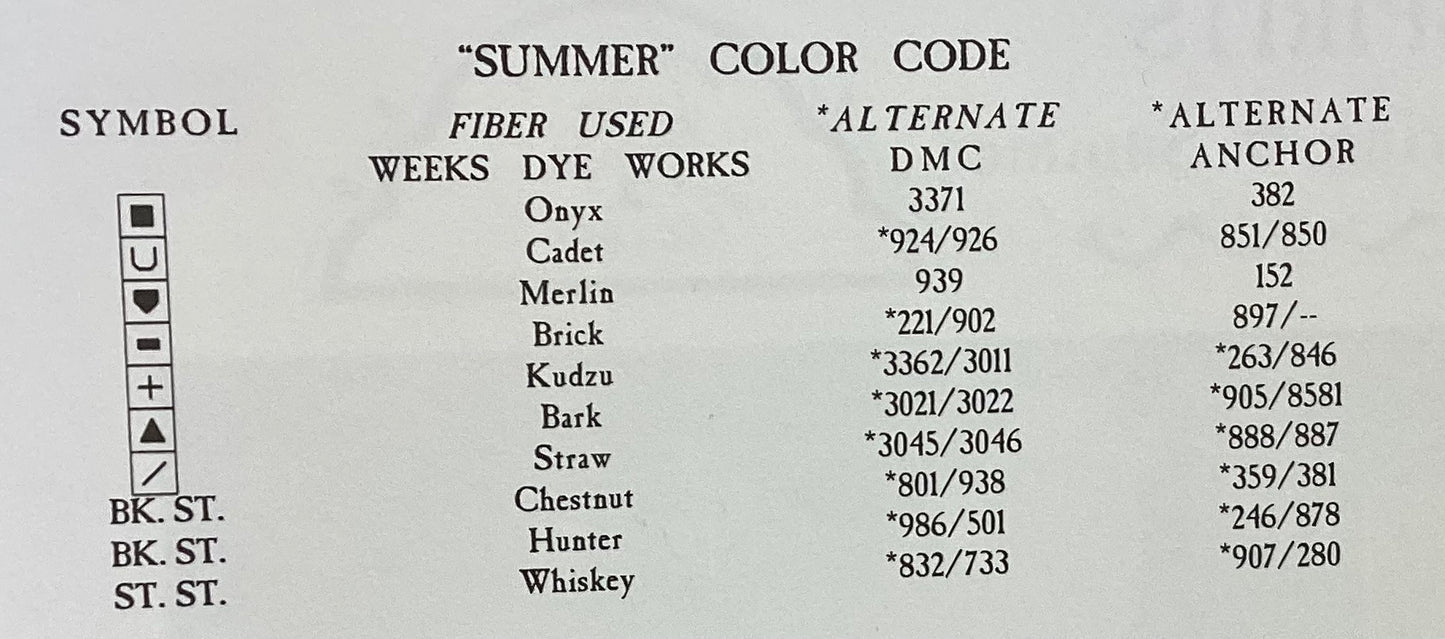 "SUMMER" COLOR CODE
SYMBOL FIBER USED *ALTERNATE *ALTERNATE
WEEKS DYE WORKS DMC ANCHOR
Onyx 3371 382
Cadet *924/926 851/850
Merlin 939 152
Brick *221/902 897/--
Kudzu *3362/3011 *263/846
Bark *3021/3022 *905/8581
Straw *3045/3046 *888/887
BK. ST. Chestnut *801/938 *359/381
BK. ST. Hunter *986/501 *246/878
ST. ST. Whiskey *832/733 *907/280